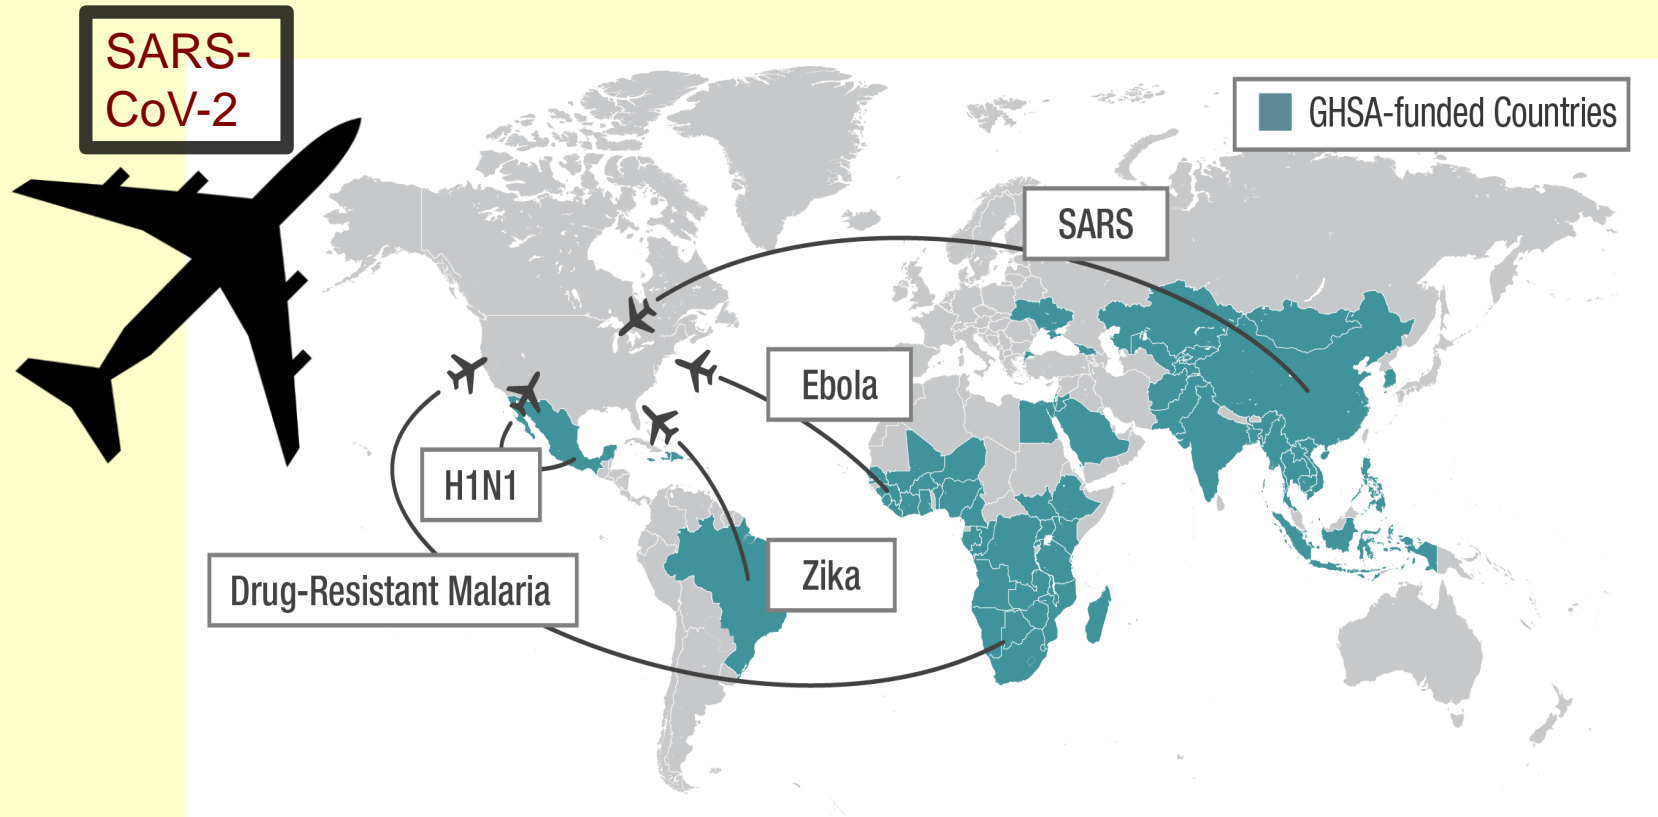 SARS-
CoV-2
GHSA-funded Countries
SARS
Ebola
H1N1
Zika
Drug-Resistant Malaria